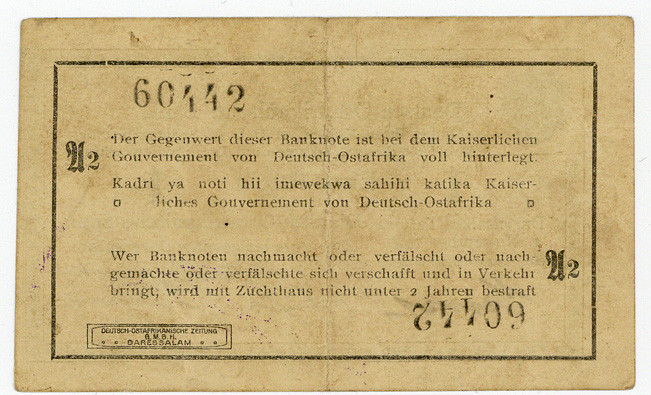 60442
A2
Der Gegenwert dieser Banknote ist bei dem Kaiserlichen
Gouvernement von Deutsch-Ostafrika voll hinterlegt.
Kadri ya noti hii imewekwa sahihi katika Kaiser-
liches Gouvernement von Deutsch-Ostafrika
Wer Banknoten nachmacht oder verfälscht oder nach-
gemachte oder verfälschte sich verschafft und in Verkehr
bringt, wird mit Zuchthaus nicht unter 2 Jahren bestraft
A2
60442
DEUTSCH-OSTAFRIKANISCHE ZEITUNG
G.M.B.H.
DARESSALAM